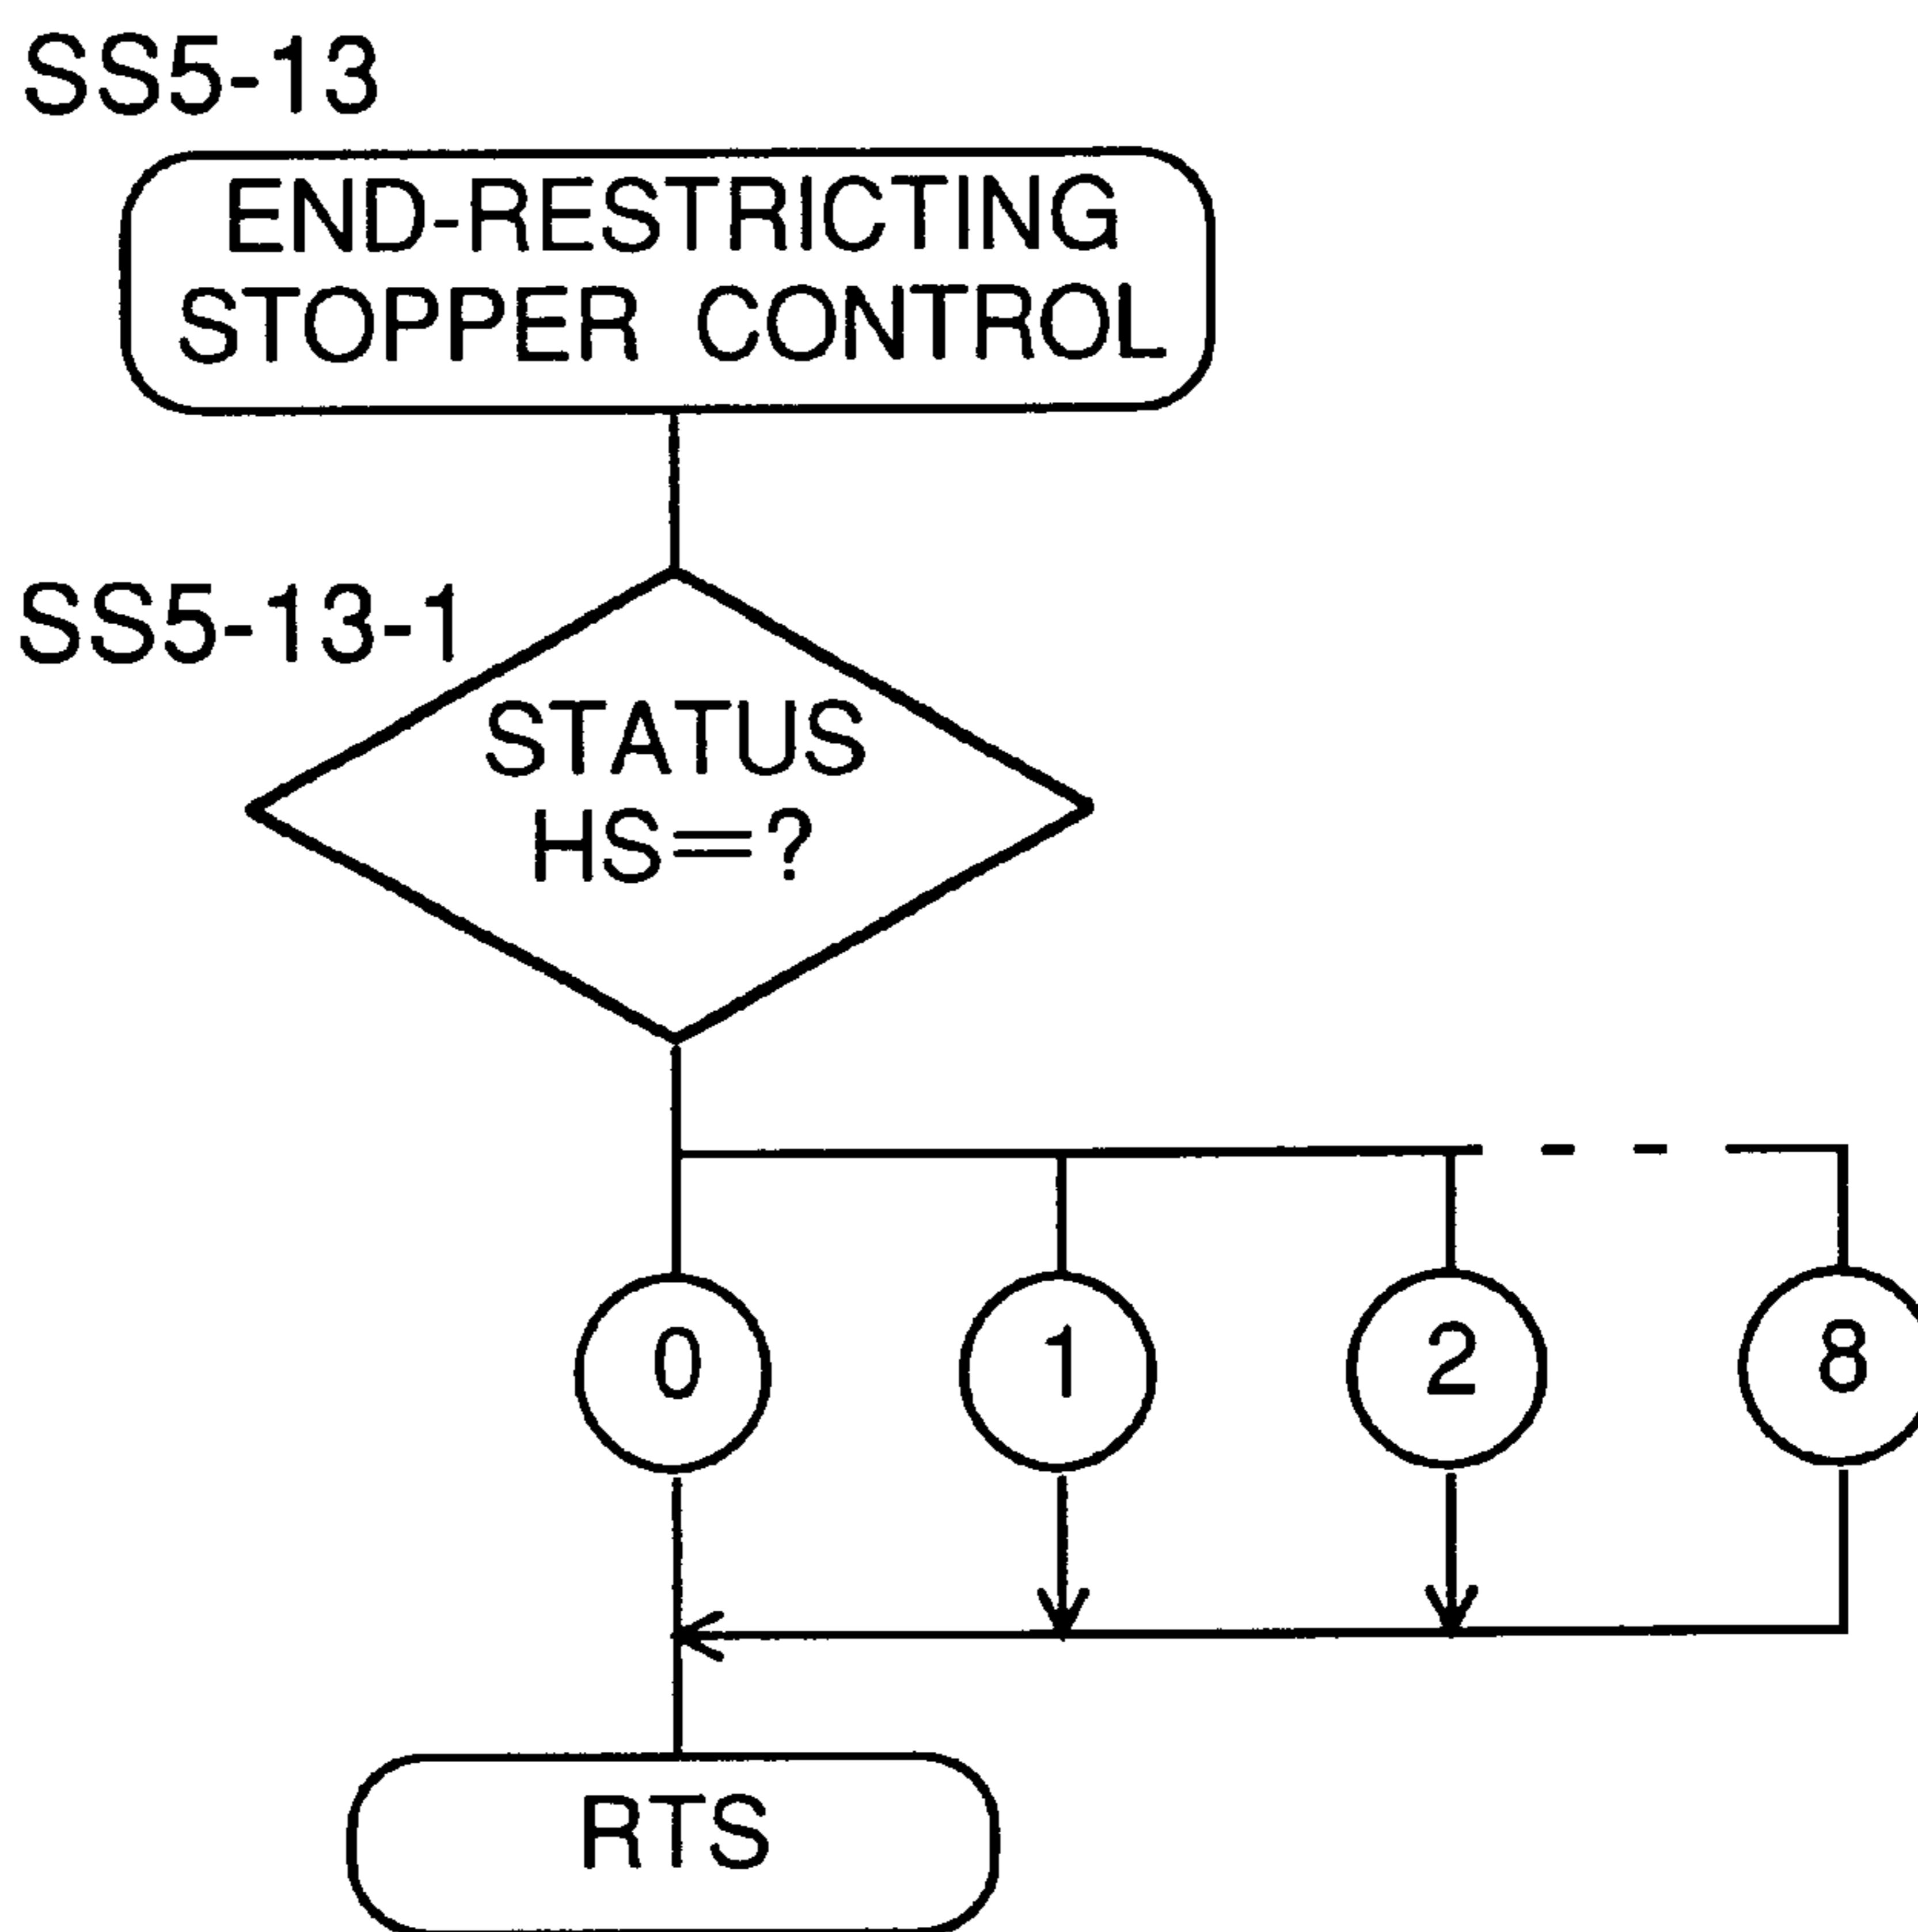 SS5-13
END-RESTRICTING
STOPPER CONTROL
SS5-13-1
STATUS
HS=?
0 1 2 8
RTS